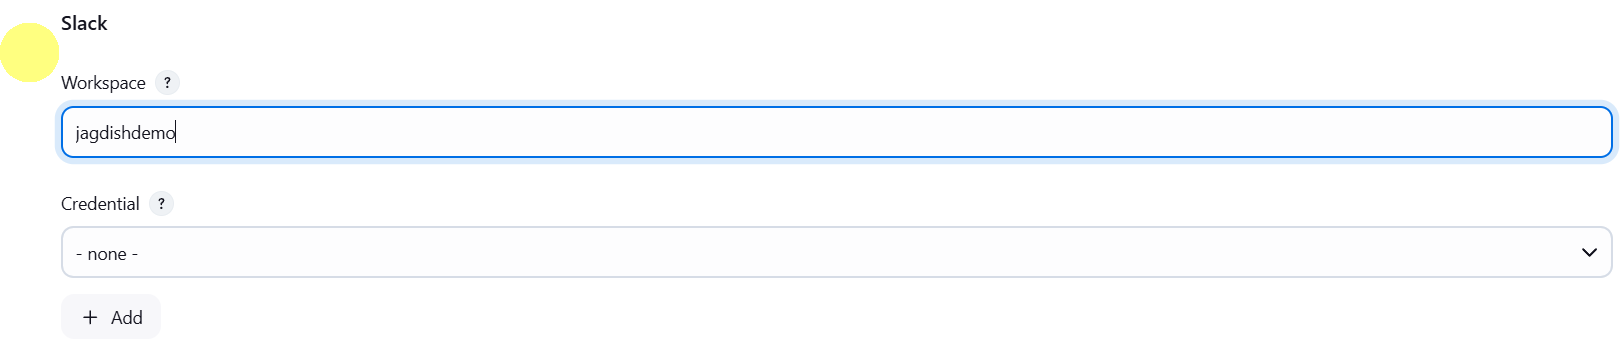 Slack
Workspace ?
jagdishdemo
Credential ?
- none -
+ Add